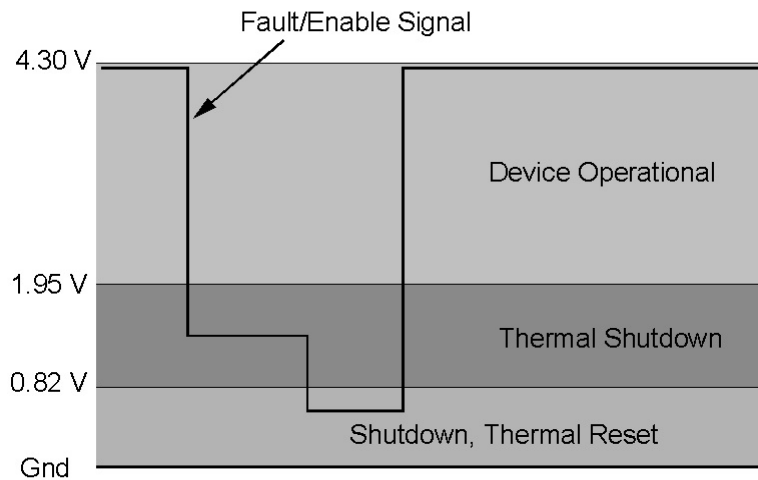 Fault/Enable Signal
4.30 V
Device Operational
1.95 V
Thermal Shutdown
0.82 V
Shutdown, Thermal Reset
Gnd